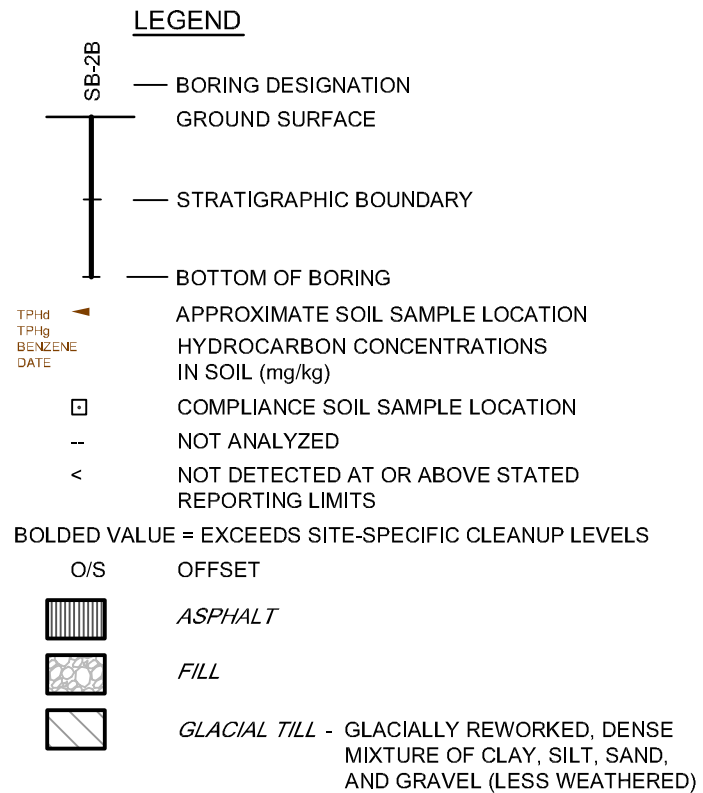 LEGEND
SB-2B
BORING DESIGNATION
GROUND SURFACE
STRATIGRAPHIC BOUNDARY
BOTTOM OF BORING
TPHd
APPROXIMATE SOIL SAMPLE LOCATION
TPHg
BENZENE
DATE
HYDROCARBON CONCENTRATIONS
IN SOIL (mg/kg)
COMPLIANCE SOIL SAMPLE LOCATION
-- NOT ANALYZED
< NOT DETECTED AT OR ABOVE STATED
REPORTING LIMITS
BOLDED VALUE = EXCEEDS SITE-SPECIFIC CLEANUP LEVELS
O/S OFFSET
ASPHALT
FILL
GLACIAL TILL - GLACIALLY REWORKED, DENSE
MIXTURE OF CLAY, SILT, SAND,
AND GRAVEL (LESS WEATHERED)